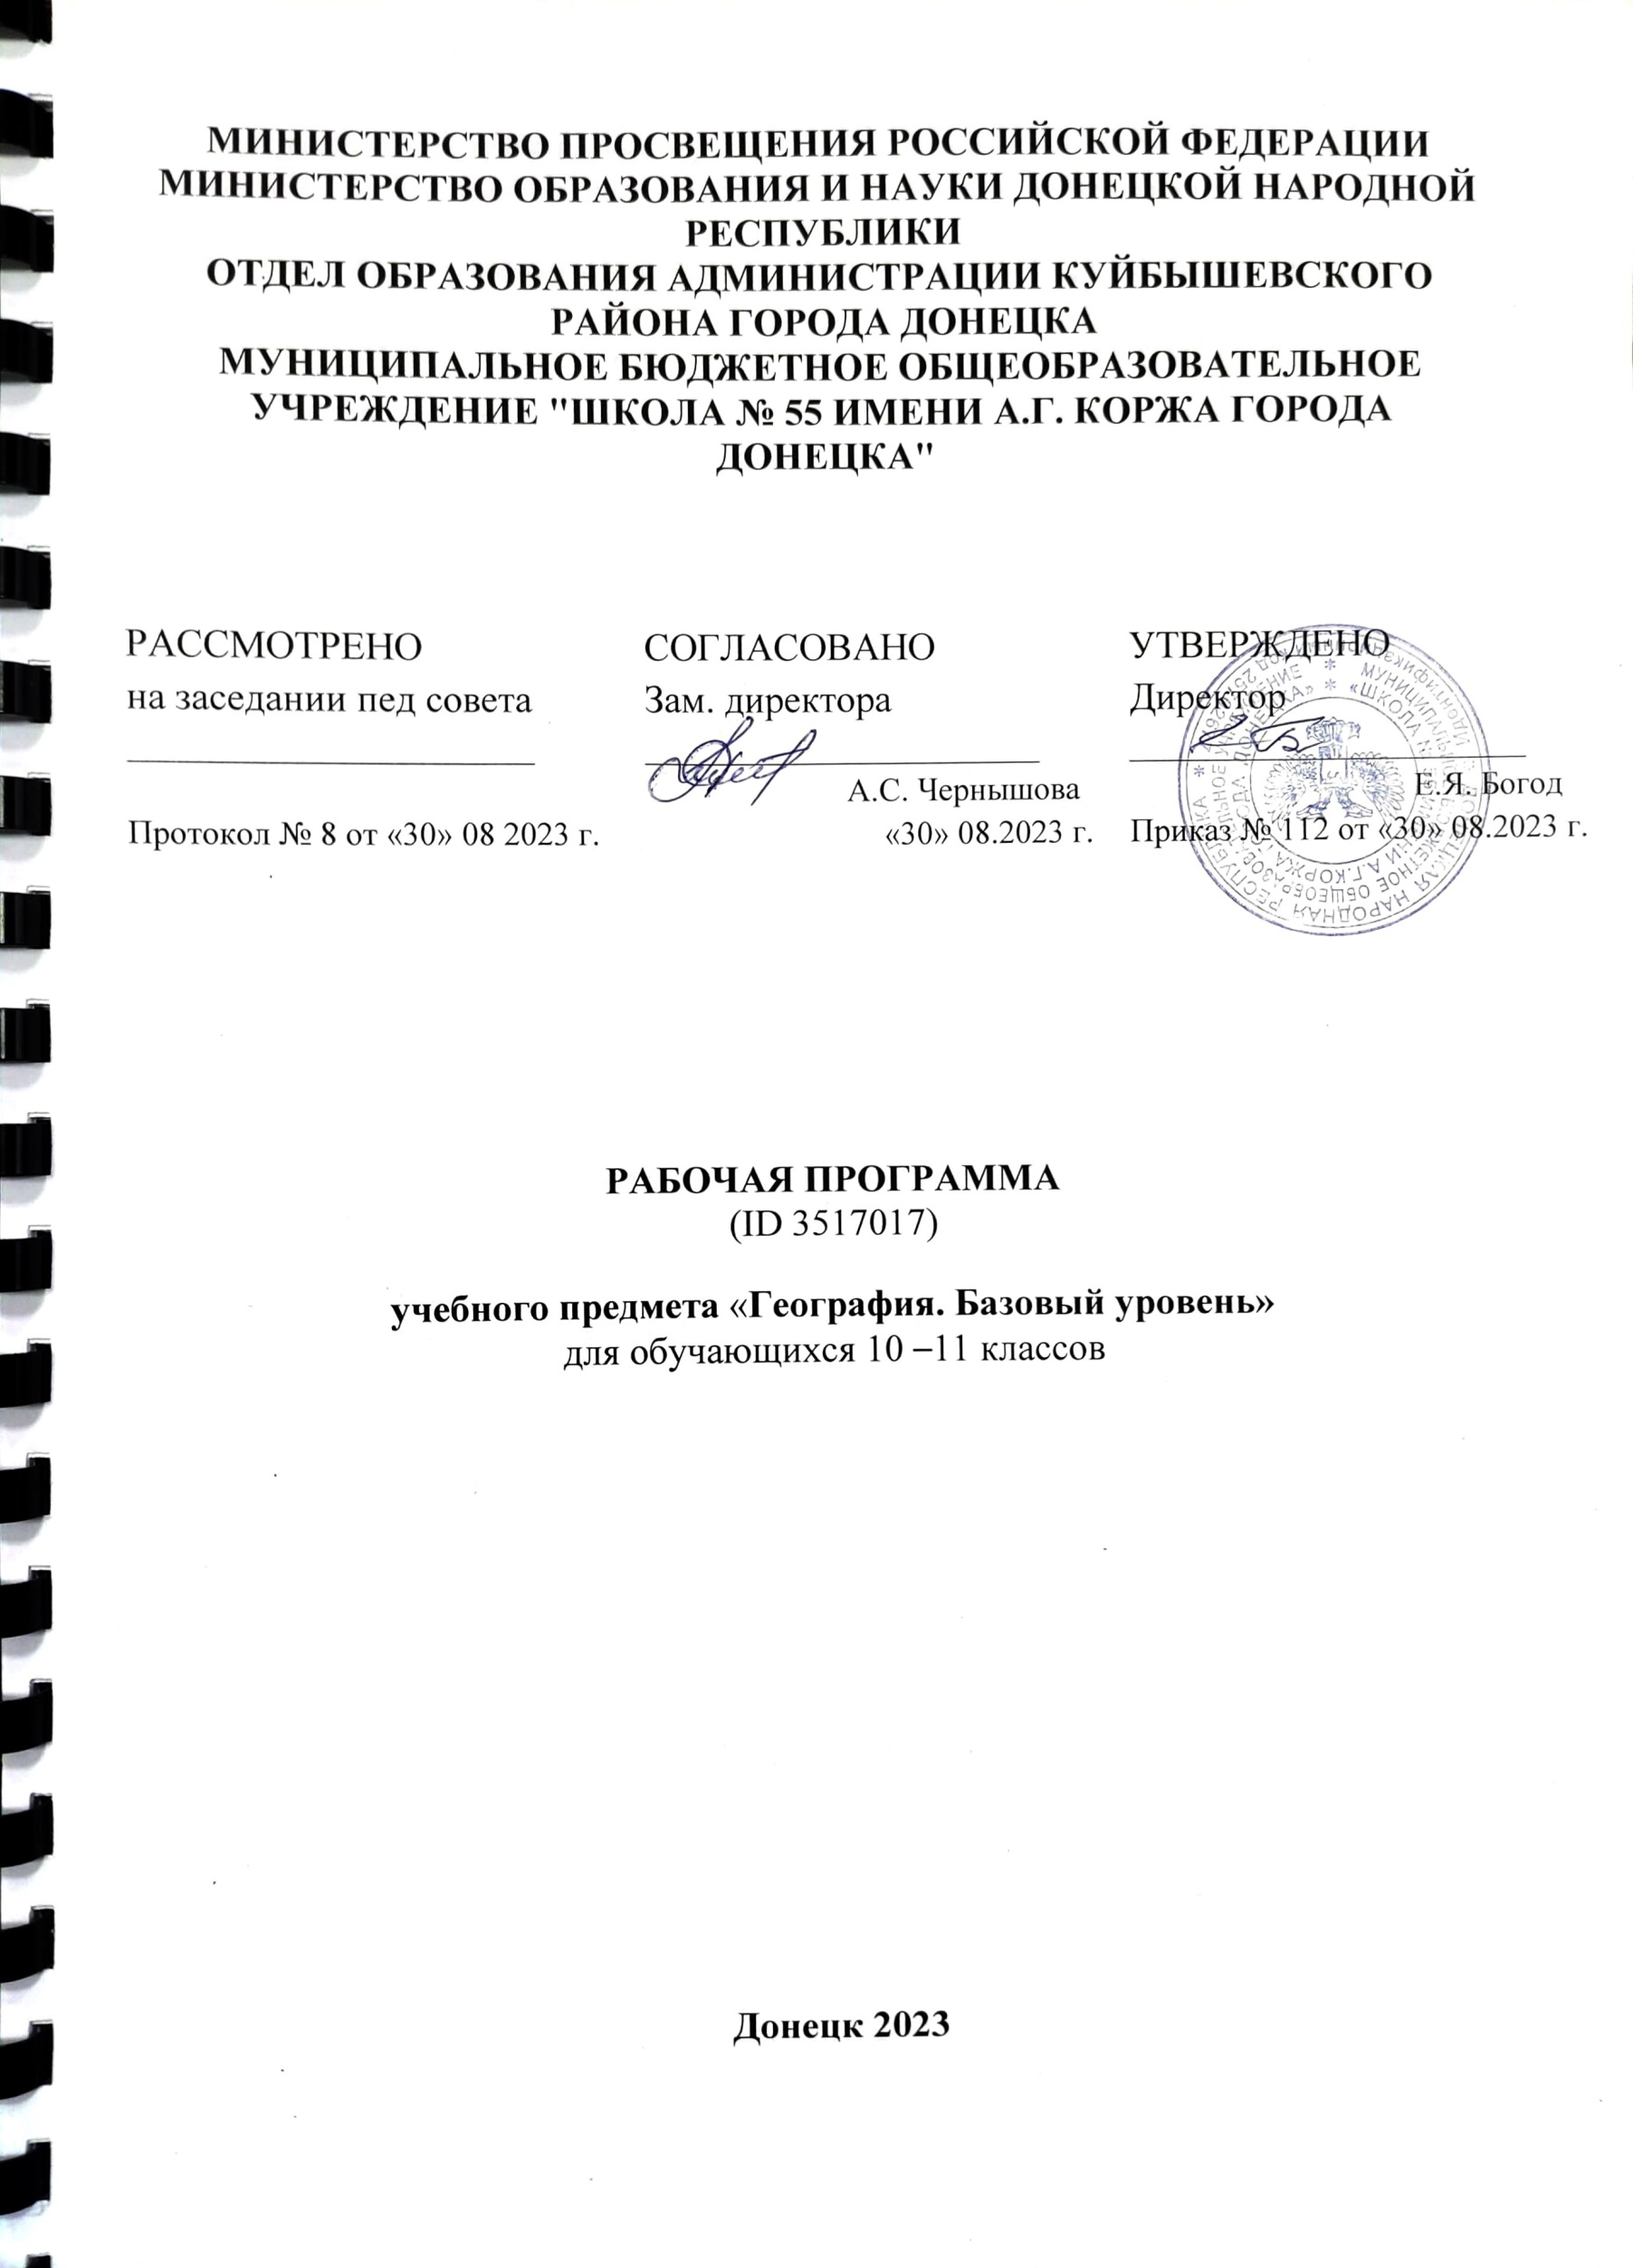 МИНИСТЕРСТВО ПРОСВЕЩЕНИЯ РОССИЙСКОЙ ФЕДЕРАЦИИ
МИНИСТЕРСТВО ОБРАЗОВАНИЯ И НАУКИ ДОНЕЦКОЙ НАРОДНОЙ
РЕСПУБЛИКИ
ОТДЕЛ ОБРАЗОВАНИЯ АДМИНИСТРАЦИИ КУЙБЫШЕВСКОГО
РАЙОНА ГОРОДА ДОНЕЦКА
МУНИЦИПАЛЬНОЕ БЮДЖЕТНОЕ ОБЩЕОБРАЗОВАТЕЛЬНОЕ
УЧРЕЖДЕНИЕ "ШКОЛА № 55 ИМЕНИ А.Г. КОРЖА ГОРОДА
ДОНЕЦКА"
РАССМОТРЕНО
на заседании пед совета
Протокол № 8 от «30» 08 2023 г.
СОГЛАСОВАНО
Зам. директора
А.С. Чернышова
«30» 08.2023 г.
УТВЕРЖДЕНО
Директор
Е.Я. Богод
Приказ № 112 от «30» 08.2023 г.
РАБОЧАЯ ПРОГРАММА
(ID 3517017)
учебного предмета «География. Базовый уровень»
для обучающихся 10 –11 классов
Донецк 2023